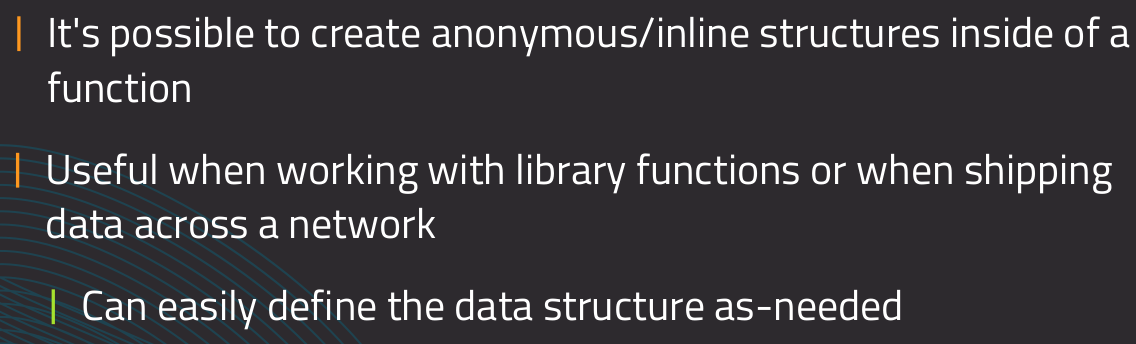 It's possible to create anonymous/inline structures inside of a
function
Useful when working with library functions or when shipping
data across a network
Can easily define the data structure as-needed